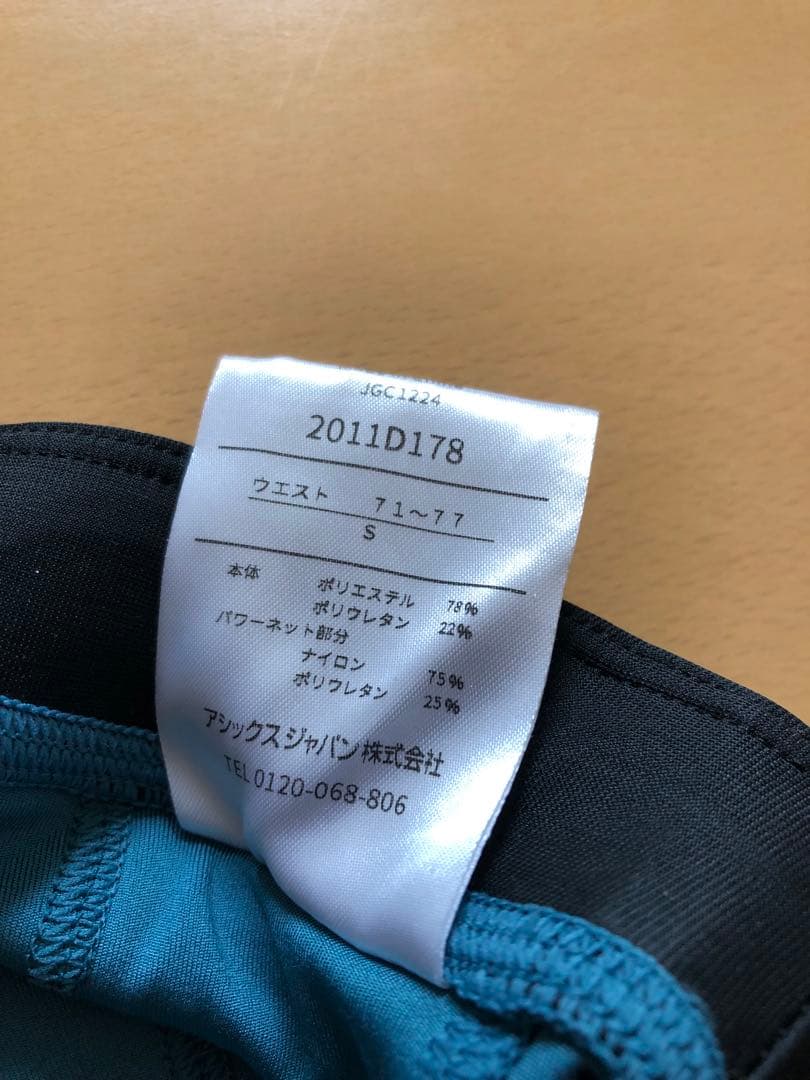 JGC1224
2011D178
ウエスト 71～77
S
本体 ポリエステル 78%
ポリウレタン 22%
パワーネット部分
ナイロン 75%
ポリウレタン 25%
アシックスジャパン株式会社
TEL0120-068-806